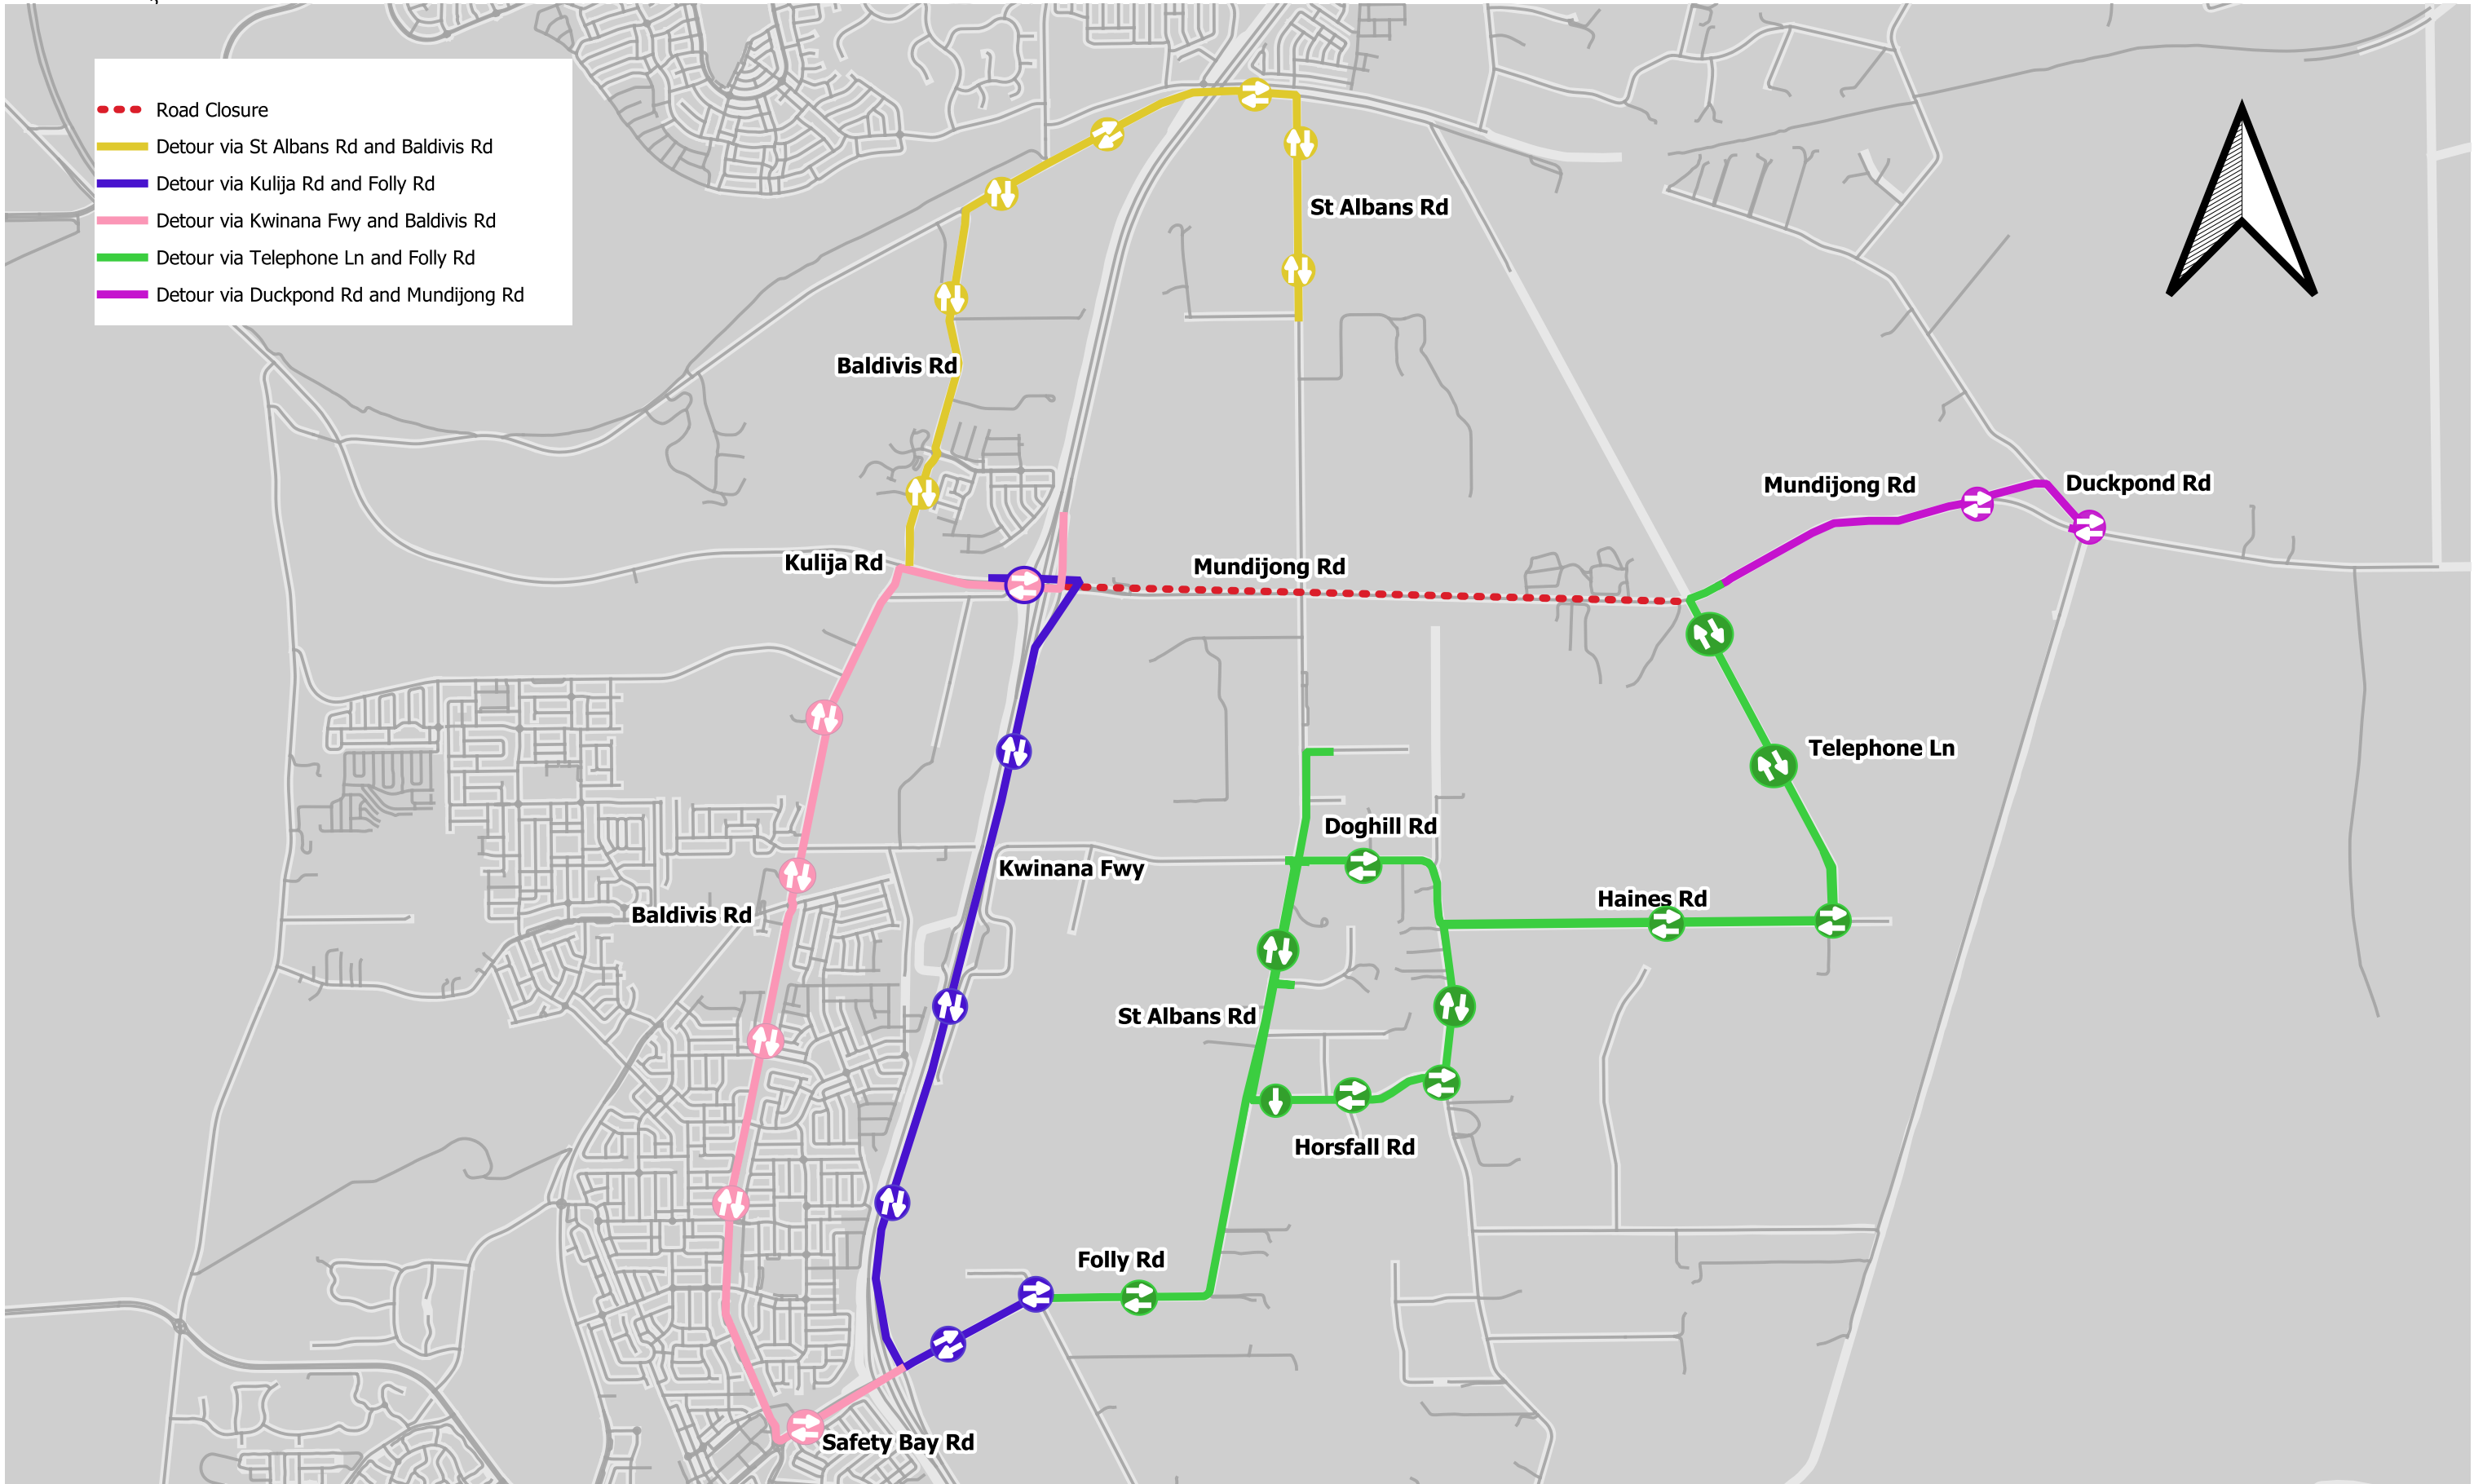 Road Closure
Detour via St Albans Rd and Baldivis Rd
Detour via Kulija Rd and Folly Rd
Detour via Kwinana Fwy and Baldivis Rd
Detour via Telephone Ln and Folly Rd
Detour via Duckpond Rd and Mundijong Rd
St Albans Rd
Baldivis Rd
Mundijong Rd
Duckpond Rd
Kulija Rd
Mundijong Rd
Telephone Ln
Doghill Rd
Kwinana Fwy
Haines Rd
Baldivis Rd
St Albans Rd
Horsfall Rd
Folly Rd
Safety Bay Rd